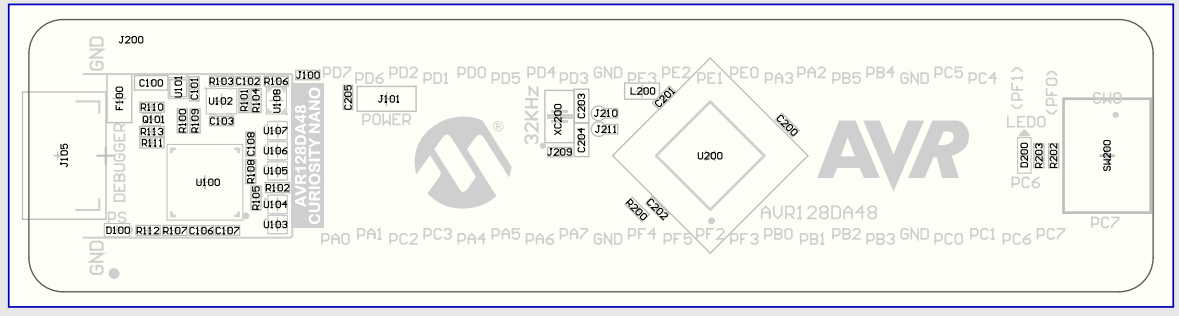 GND
J200
J100
PD7 PD6 PD2 PD1 PD0 PD5 PD4 PD3 GND PE3 PE2 PE1 PE0 PA3 PA2 PB5 PB4 GND PC5 PC4
(PF1)
(PF0)
F100
C100
U101
C101
R103
C102
R106
U102
R101
R104
U108
C205
J101
POWER
32KHz
XC200
C203
L200
C201
C200
SW0
R110
Q101
R113
R111
R100
R109
C103
U107
J210
J211
LED0
J105
DEBUGGER
C108
U106
AVR128DA48
CURIOSITY NANO
®
J209
C204
U200
AVR
D200
R203
R202
SW200
U100
R108
U105
R102
R105
U104
PC6
PS
U103
R200
C202
AVR128DA48
PC7
D100
R112
R107
C106
C107
GND
PA0 PA1 PC2 PC3 PA4 PA5 PA6 PA7 GND PF4 PF5 PF2 PF3 PB0 PB1 PB2 PB3 GND PC0 PC1 PC6 PC7